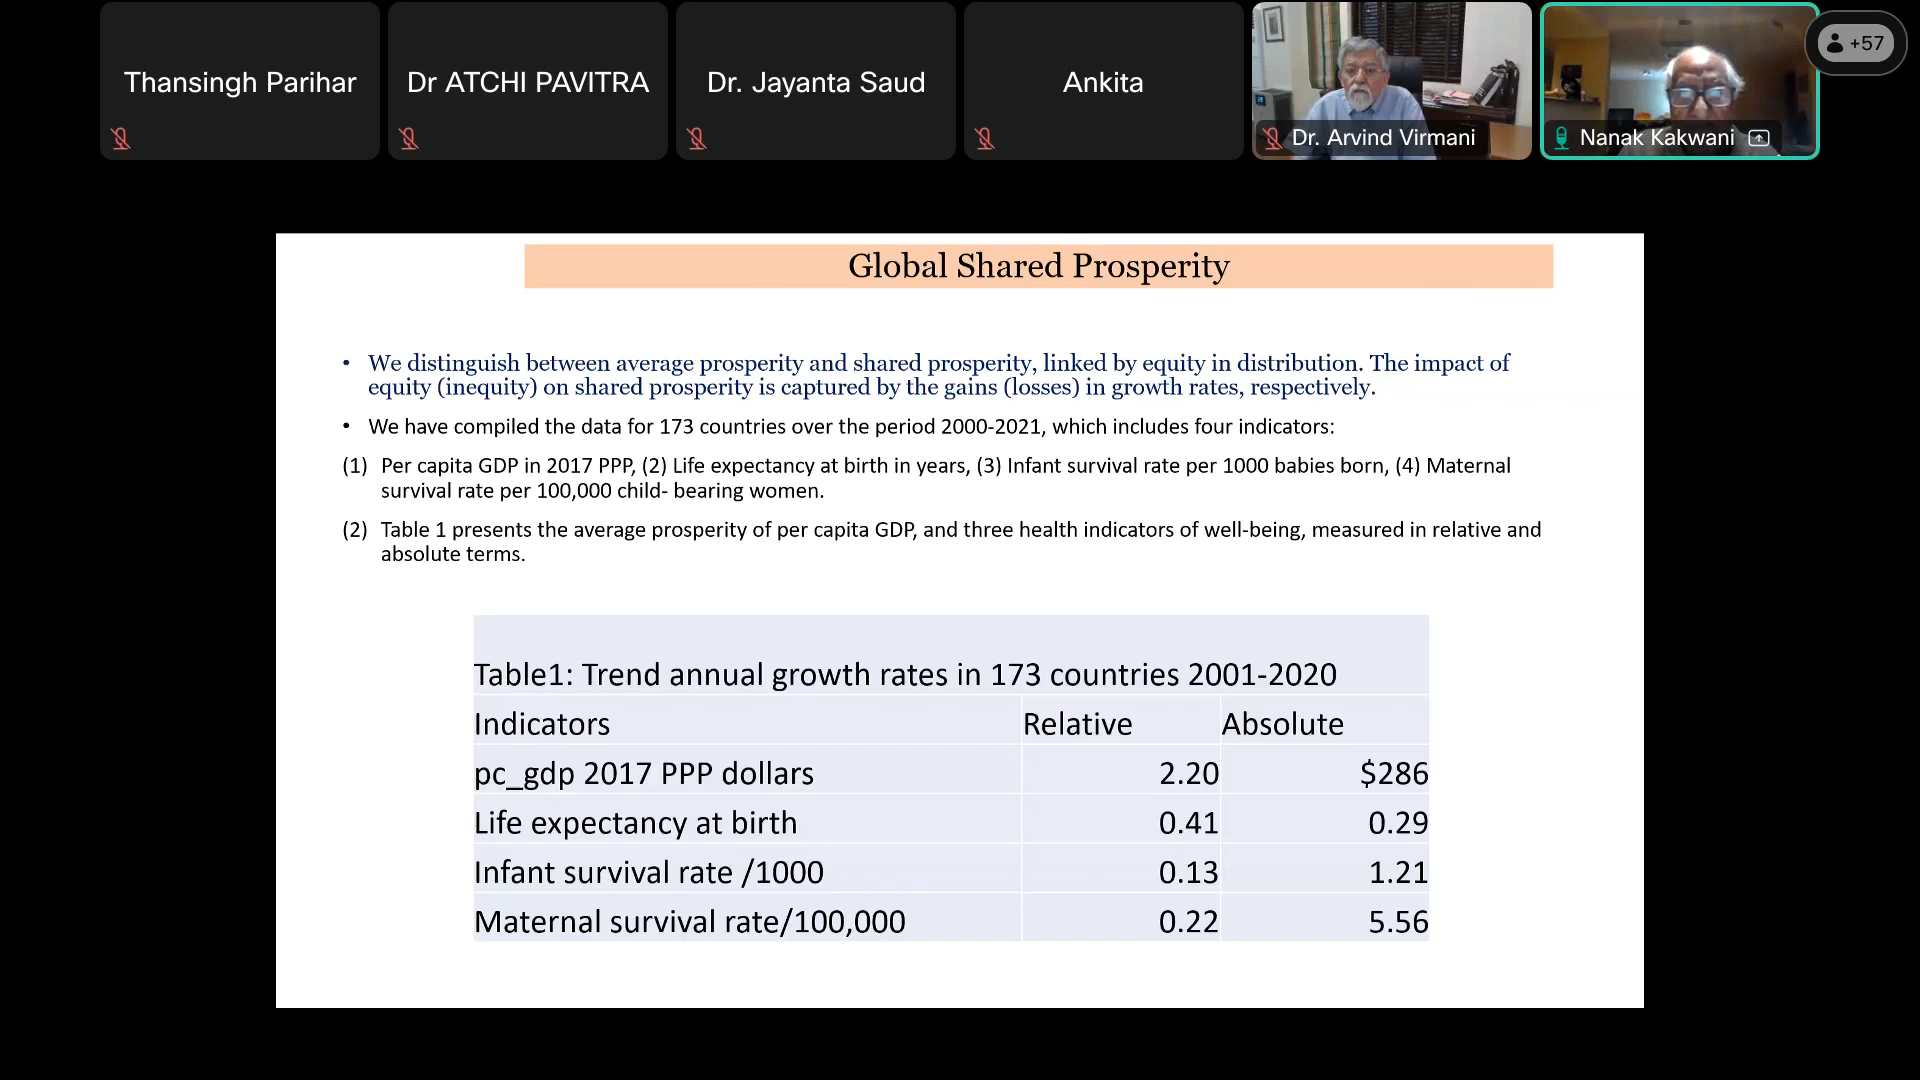 Thansingh Parihar
Dr ATCHI PAVITRA
Dr. Jayanta Saud
Ankita
Dr. Arvind Virmani
Nanak Kakwani
+57
Global Shared Prosperity
• We distinguish between average prosperity and shared prosperity, linked by equity in distribution. The impact of
equity (inequity) on shared prosperity is captured by the gains (losses) in growth rates, respectively.
• We have compiled the data for 173 countries over the period 2000-2021, which includes four indicators:
(1) Per capita GDP in 2017 PPP, (2) Life expectancy at birth in years, (3) Infant survival rate per 1000 babies born, (4) Maternal
survival rate per 100,000 child- bearing women.
(2) Table 1 presents the average prosperity of per capita GDP, and three health indicators of well-being, measured in relative and
absolute terms.
Table1: Trend annual growth rates in 173 countries 2001-2020
Indicators Relative Absolute
pc_gdp 2017 PPP dollars 2.20 $286
Life expectancy at birth 0.41 0.29
Infant survival rate /1000 0.13 1.21
Maternal survival rate/100,000 0.22 5.56